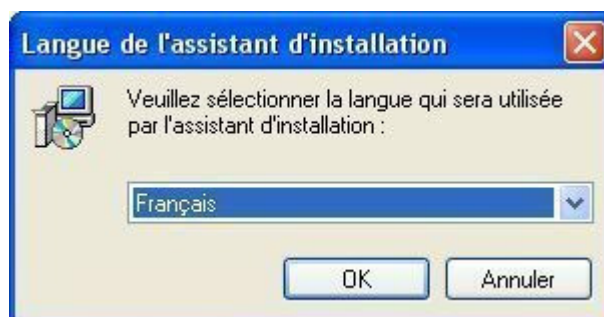 Langue de l'assistant d'installation
Veuillez sélectionner la langue qui sera utilisée
par l'assistant d'installation :
Français
OK
Annuler